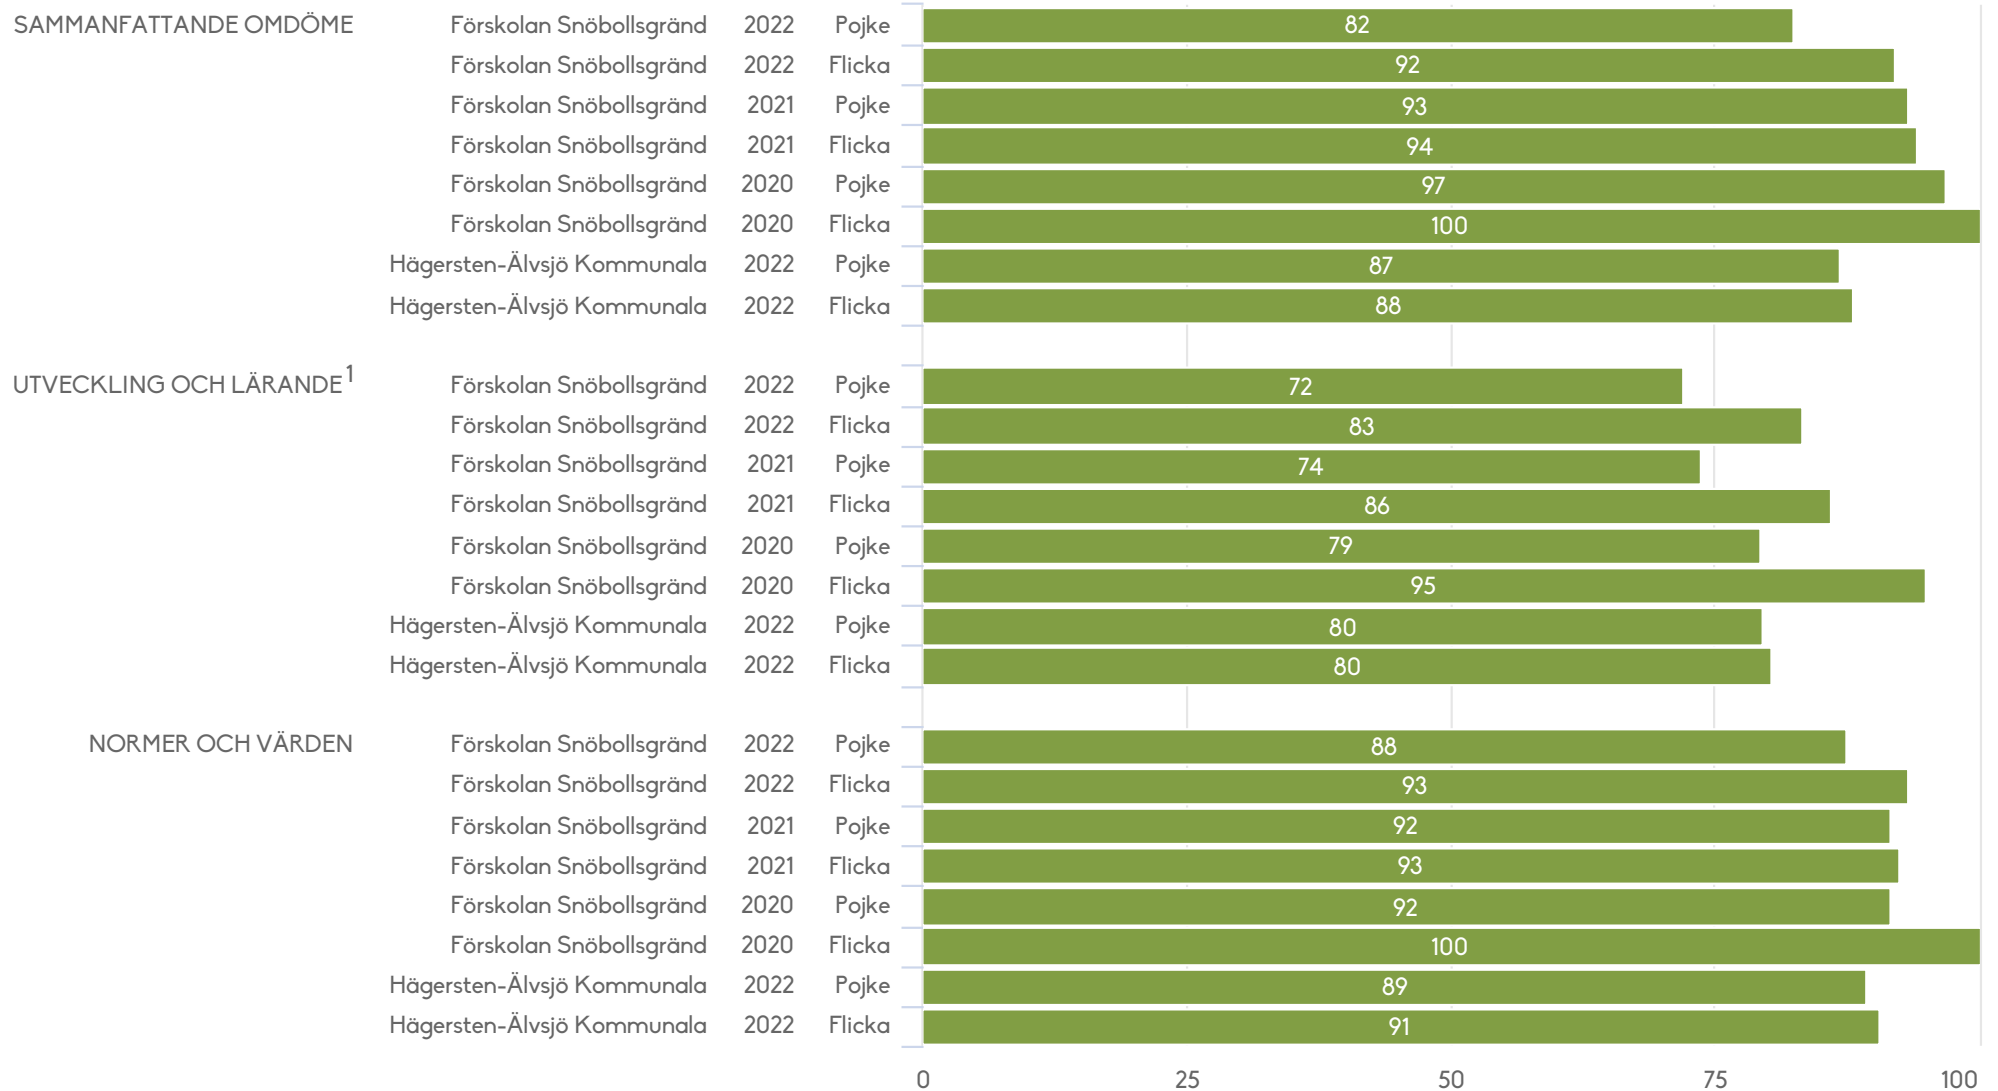 SAMMANFATTANDE OMDÖME Förskolan Snöbollsgränd 2022 Pojke 82
Förskolan Snöbollsgränd 2022 Flicka 92
Förskolan Snöbollsgränd 2021 Pojke 93
Förskolan Snöbollsgränd 2021 Flicka 94
Förskolan Snöbollsgränd 2020 Pojke 97
Förskolan Snöbollsgränd 2020 Flicka 100
Hägersten-Älvsjö Kommunala 2022 Pojke 87
Hägersten-Älvsjö Kommunala 2022 Flicka 88
UTVECKLING OCH LÄRANDE¹ Förskolan Snöbollsgränd 2022 Pojke 72
Förskolan Snöbollsgränd 2022 Flicka 83
Förskolan Snöbollsgränd 2021 Pojke 74
Förskolan Snöbollsgränd 2021 Flicka 86
Förskolan Snöbollsgränd 2020 Pojke 79
Förskolan Snöbollsgränd 2020 Flicka 95
Hägersten-Älvsjö Kommunala 2022 Pojke 80
Hägersten-Älvsjö Kommunala 2022 Flicka 80
NORMER OCH VÄRDEN Förskolan Snöbollsgränd 2022 Pojke 88
Förskolan Snöbollsgränd 2022 Flicka 93
Förskolan Snöbollsgränd 2021 Pojke 92
Förskolan Snöbollsgränd 2021 Flicka 93
Förskolan Snöbollsgränd 2020 Pojke 92
Förskolan Snöbollsgränd 2020 Flicka 100
Hägersten-Älvsjö Kommunala 2022 Pojke 89
Hägersten-Älvsjö Kommunala 2022 Flicka 91
0 25 50 75 100